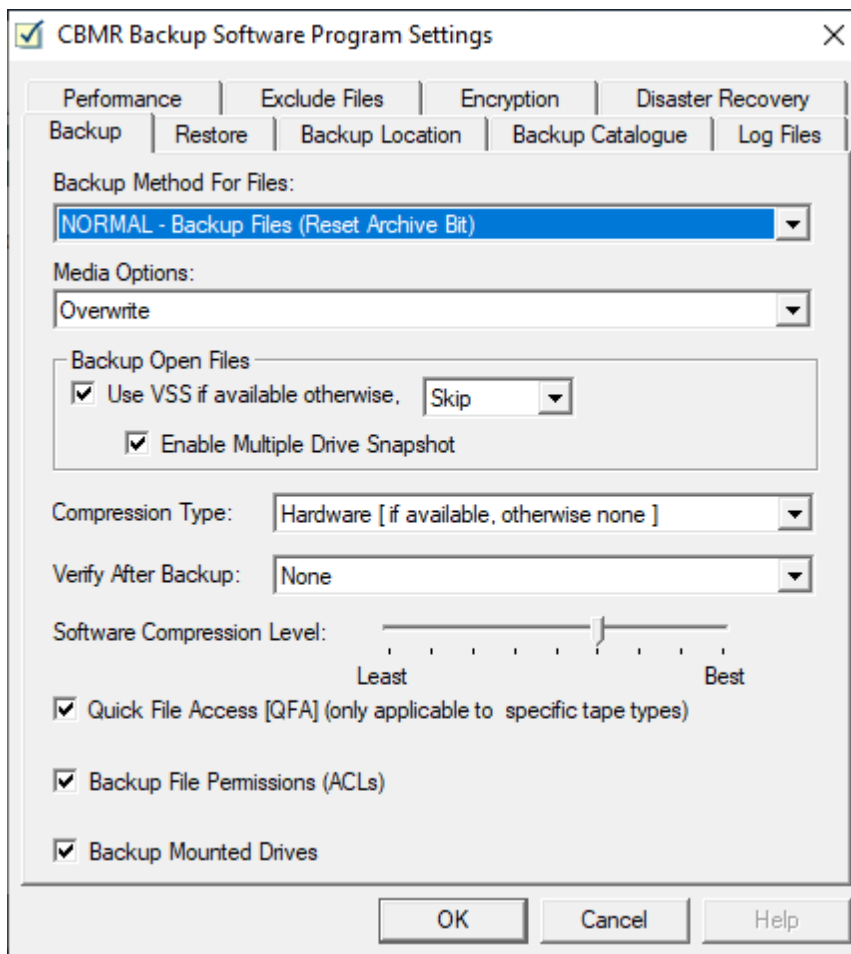 CBMR Backup Software Program Settings
Performance
Exclude Files
Encryption
Disaster Recovery
Backup
Restore
Backup Location
Backup Catalogue
Log Files
Backup Method For Files:
NORMAL - Backup Files (Reset Archive Bit)
Media Options:
Overwrite
Backup Open Files
Use VSS if available otherwise, Skip
Enable Multiple Drive Snapshot
Compression Type: Hardware [ if available, otherwise none ]
Verify After Backup: None
Software Compression Level:
Least Best
Quick File Access [QFA] (only applicable to specific tape types)
Backup File Permissions (ACLs)
Backup Mounted Drives
OK Cancel Help